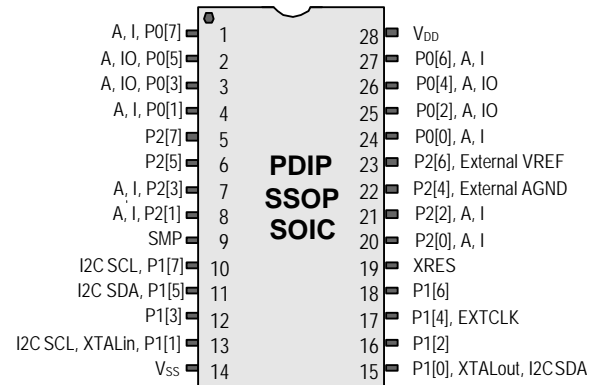 A, I, P0[7] 1 28 VDD
A, IO, P0[5] 2 27 P0[6], A, I
A, IO, P0[3] 3 26 P0[4], A, IO
A, I, P0[1] 4 25 P0[2], A, IO
P2[7] 5 24 P0[0], A, I
P2[5] 6 PDIP 23 P2[6], External VREF
A, I, P2[3] 7 SSOP 22 P2[4], External AGND
A, I, P2[1] 8 SOIC 21 P2[2], A, I
SMP 9 20 P2[0], A, I
I2C SCL, P1[7] 10 19 XRES
I2C SDA, P1[5] 11 18 P1[6]
P1[3] 12 17 P1[4], EXTCLK
I2C SCL, XTALin, P1[1] 13 16 P1[2]
Vss 14 15 P1[0], XTALout, I2C SDA